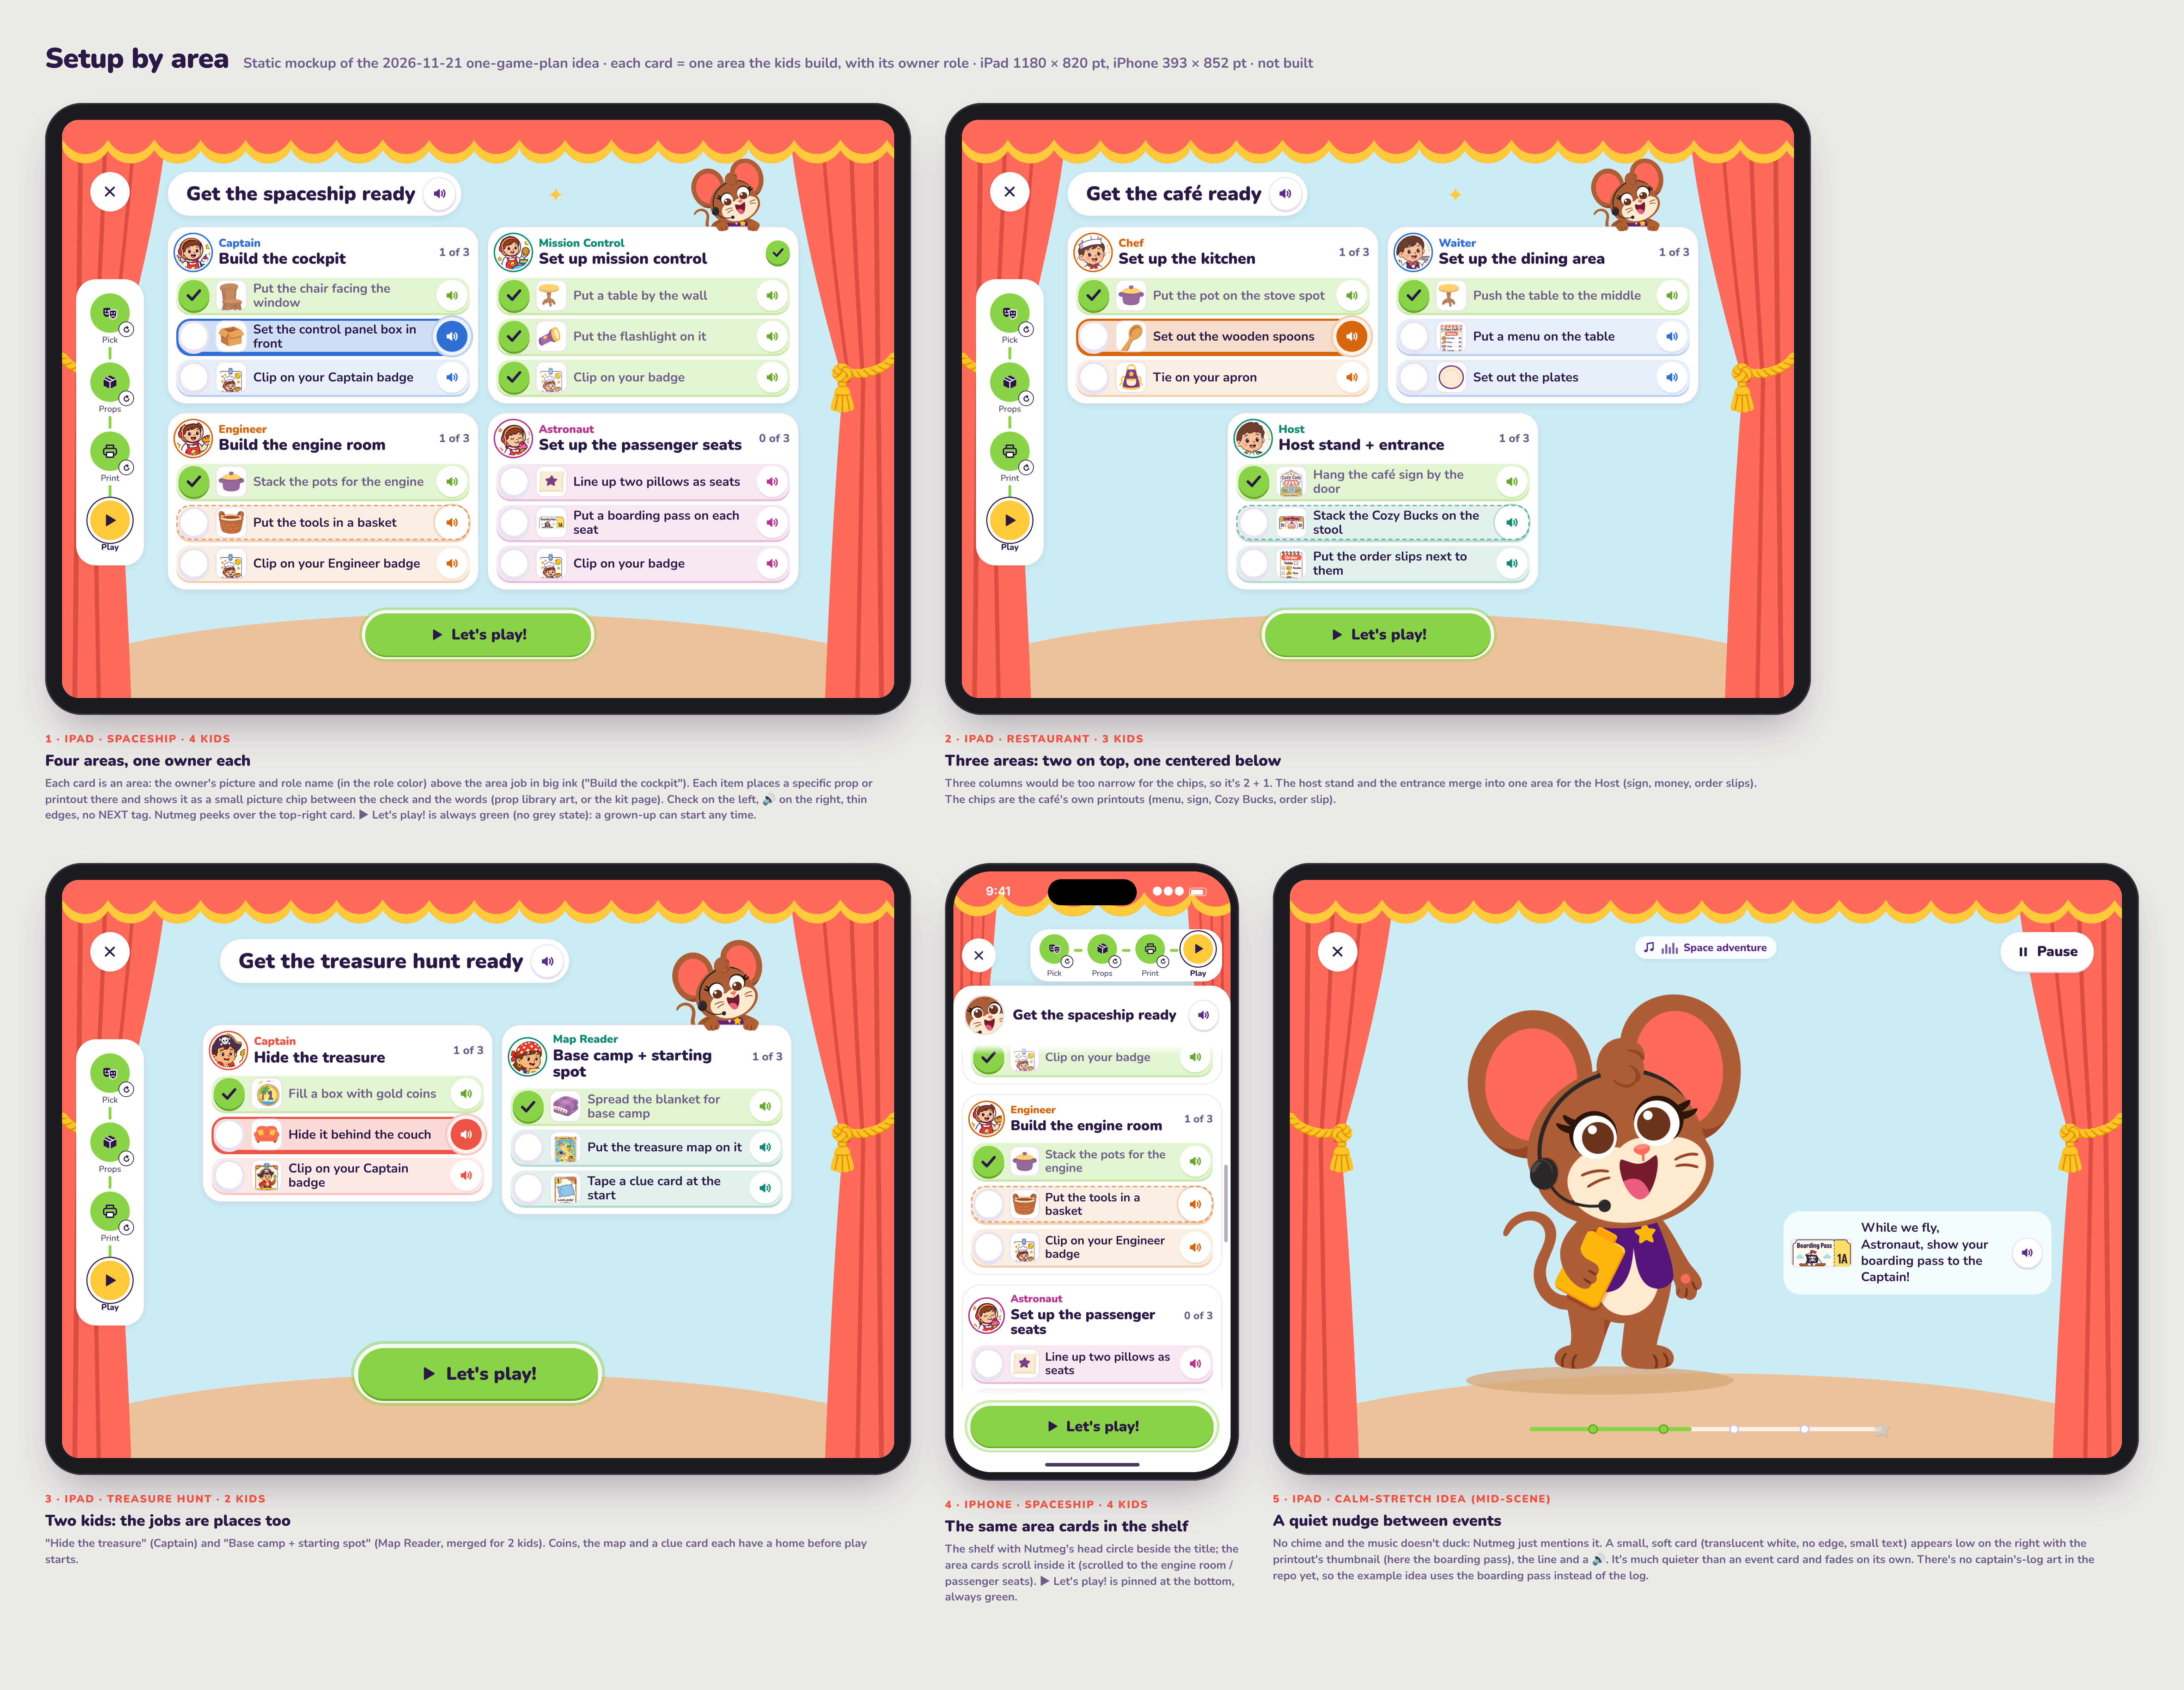 Setup by area Static mockup of the 2026-11-21 one-game-plan idea · each card = one area the kids build, with its owner role · iPad 1180 × 820 pt, iPhone 393 × 852 pt · not built
Get the spaceship ready
Pick
Props
Print
Play
Captain
Build the cockpit
1 of 3
Put the chair facing the
window
Set the control panel box in
front
Clip on your Captain badge
Mission Control
Set up mission control
Put a table by the wall
Put the flashlight on it
Clip on your badge
Engineer
Build the engine room
1 of 3
Stack the pots for the engine
Put the tools in a basket
Clip on your Engineer badge
Astronaut
Set up the passenger seats
0 of 3
Line up two pillows as seats
Put a boarding pass on each
seat
Clip on your badge
Let's play!
1 · IPAD · SPACESHIP · 4 KIDS
Four areas, one owner each
Each card is an area: the owner's picture and role name (in the role color) above the area job in big ink ("Build the cockpit"). Each item places a specific prop or
printout there and shows it as a small picture chip between the check and the words (prop library art, or the kit page). Check on the left, 🔊 on the right, thin
edges, no NEXT tag. Nutmeg peeks over the top-right card. ▶ Let's play! is always green (no grey state): a grown-up can start any time.
Get the café ready
Pick
Props
Print
Play
Chef
Set up the kitchen
1 of 3
Put the pot on the stove spot
Set out the wooden spoons
Tie on your apron
Waiter
Set up the dining area
1 of 3
Push the table to the middle
Put a menu on the table
Set out the plates
Host
Host stand + entrance
1 of 3
Hang the café sign by the
door
Stack the Cozy Bucks on the
stool
Put the order slips next to
them
Let's play!
2 · IPAD · RESTAURANT · 3 KIDS
Three areas: two on top, one centered below
Three columns would be too narrow for the chips, so it's 2 + 1. The host stand and the entrance merge into one area for the Host (sign, money, order slips).
The chips are the café's own printouts (menu, sign, Cozy Bucks, order slip).
Get the treasure hunt ready
Pick
Props
Print
Play
Captain
Hide the treasure
1 of 3
Fill a box with gold coins
Hide it behind the couch
Clip on your Captain
badge
Map Reader
Base camp + starting
spot
1 of 3
Spread the blanket for
base camp
Put the treasure map on it
Tape a clue card at the
start
Let's play!
3 · IPAD · TREASURE HUNT · 2 KIDS
Two kids: the jobs are places too
"Hide the treasure" (Captain) and "Base camp + starting spot" (Map Reader, merged for 2 kids). Coins, the map and a clue card each have a home before play
starts.
9:41
Pick
Props
Print
Play
Get the spaceship ready
Clip on your badge
Engineer
Build the engine room
1 of 3
Stack the pots for the
engine
Put the tools in a
basket
Clip on your Engineer
badge
Astronaut
Set up the passenger
seats
0 of 3
Line up two pillows as
seats
Let's play!
4 · IPHONE · SPACESHIP · 4 KIDS
The same area cards in the shelf
The shelf with Nutmeg's head circle beside the title; the
area cards scroll inside it (scrolled to the engine room /
passenger seats). ▶ Let's play! is pinned at the bottom,
always green.
Space adventure
Pause
Boarding Pass
1A
While we fly,
Astronaut, show your
boarding pass to the
Captain!
5 · IPAD · CALM-STRETCH IDEA (MID-SCENE)
A quiet nudge between events
No chime and the music doesn't duck: Nutmeg just mentions it. A small, soft card (translucent white, no edge, small text) appears low on the right with the
printout's thumbnail (here the boarding pass), the line and a 🔊. It's much quieter than an event card and fades on its own. There's no captain's-log art in the
repo yet, so the example idea uses the boarding pass instead of the log.